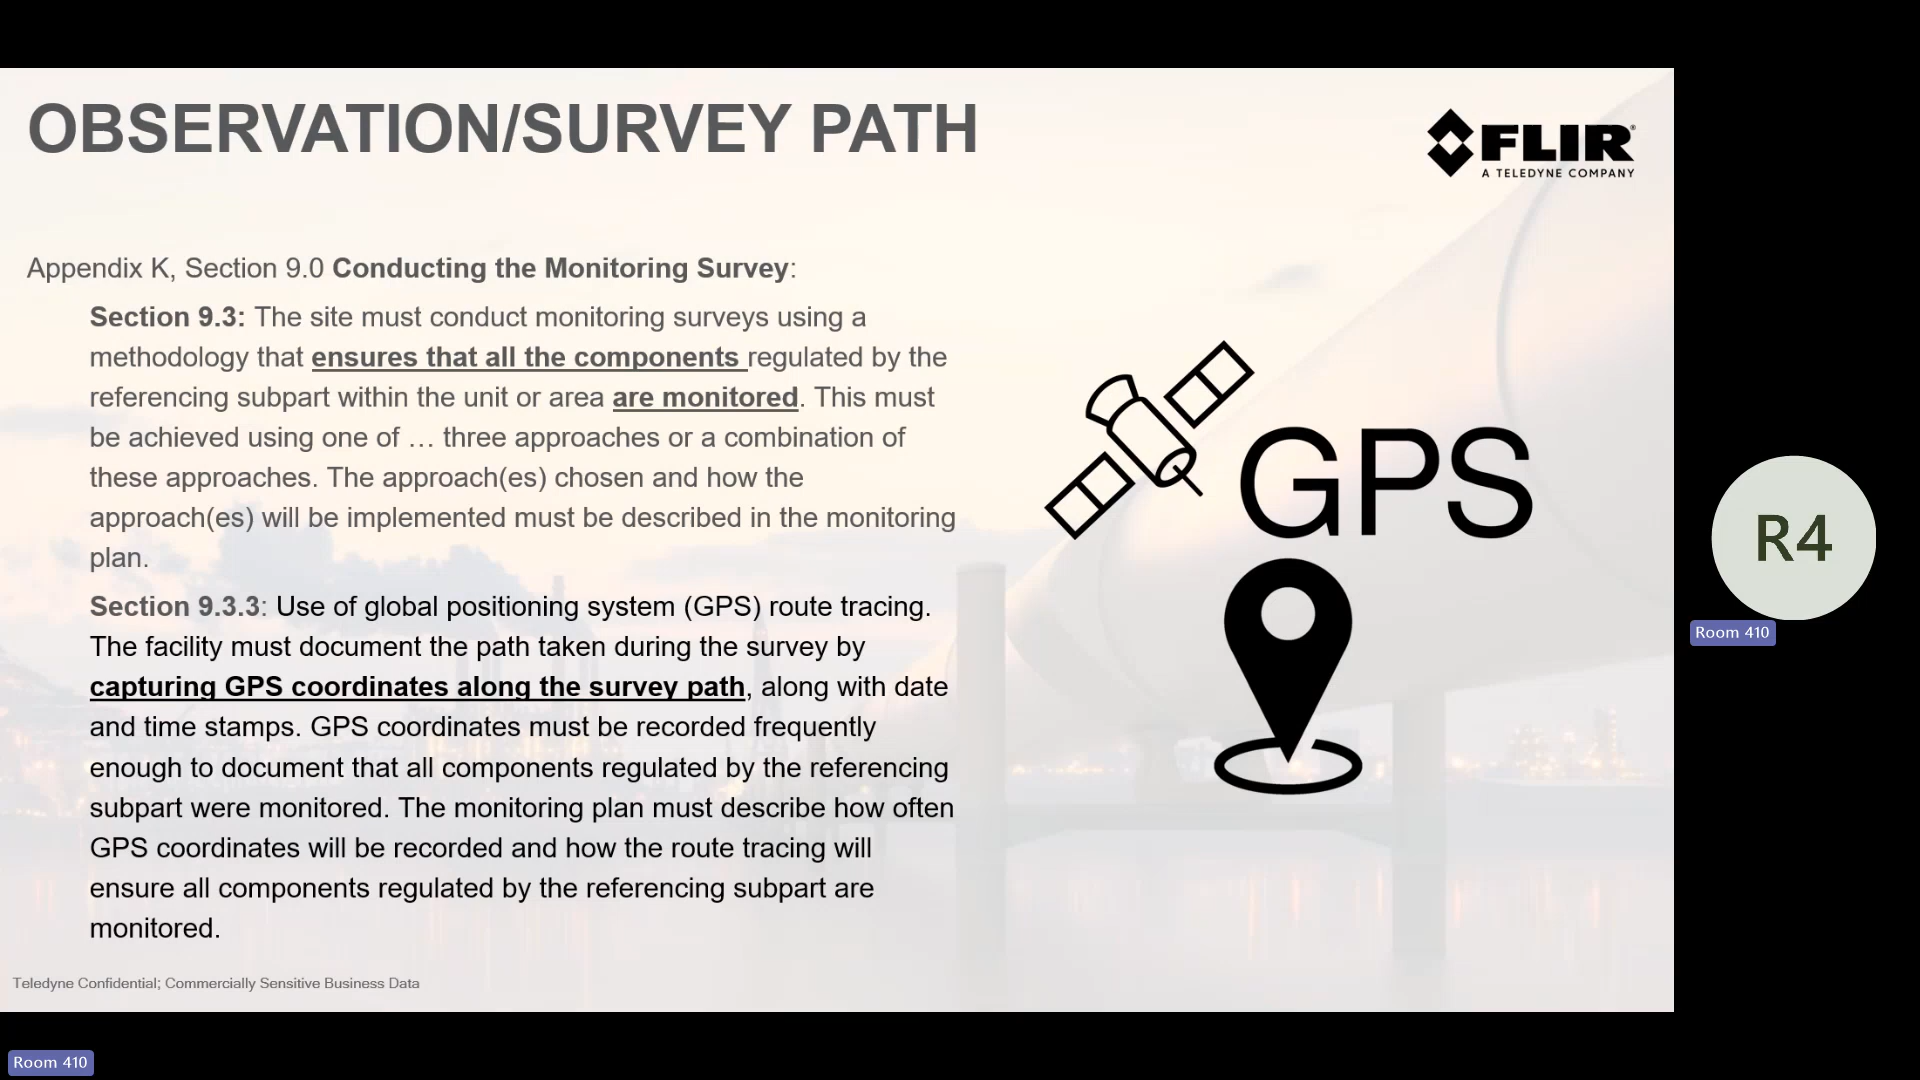 OBSERVATION/SURVEY PATH
FLIR
A TELEDYNE COMPANY
Appendix K, Section 9.0 Conducting the Monitoring Survey:
Section 9.3: The site must conduct monitoring surveys using a
methodology that ensures that all the components regulated by the
referencing subpart within the unit or area are monitored. This must
be achieved using one of … three approaches or a combination of
these approaches. The approach(es) chosen and how the
approach(es) will be implemented must be described in the monitoring
plan.
Section 9.3.3: Use of global positioning system (GPS) route tracing.
The facility must document the path taken during the survey by
capturing GPS coordinates along the survey path, along with date
and time stamps. GPS coordinates must be recorded frequently
enough to document that all components regulated by the referencing
subpart were monitored. The monitoring plan must describe how often
GPS coordinates will be recorded and how the route tracing will
ensure all components regulated by the referencing subpart are
monitored.
GPS
Teledyne Confidential; Commercially Sensitive Business Data
R4
Room 410
Room 410